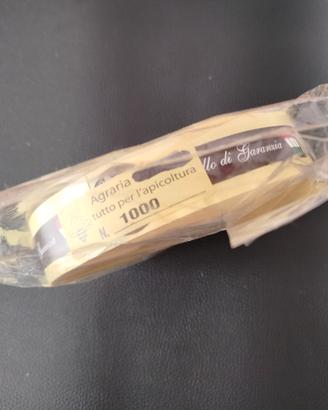 llo di Garanzia
Agraria
tutto per l'apicoltura
N. 1000